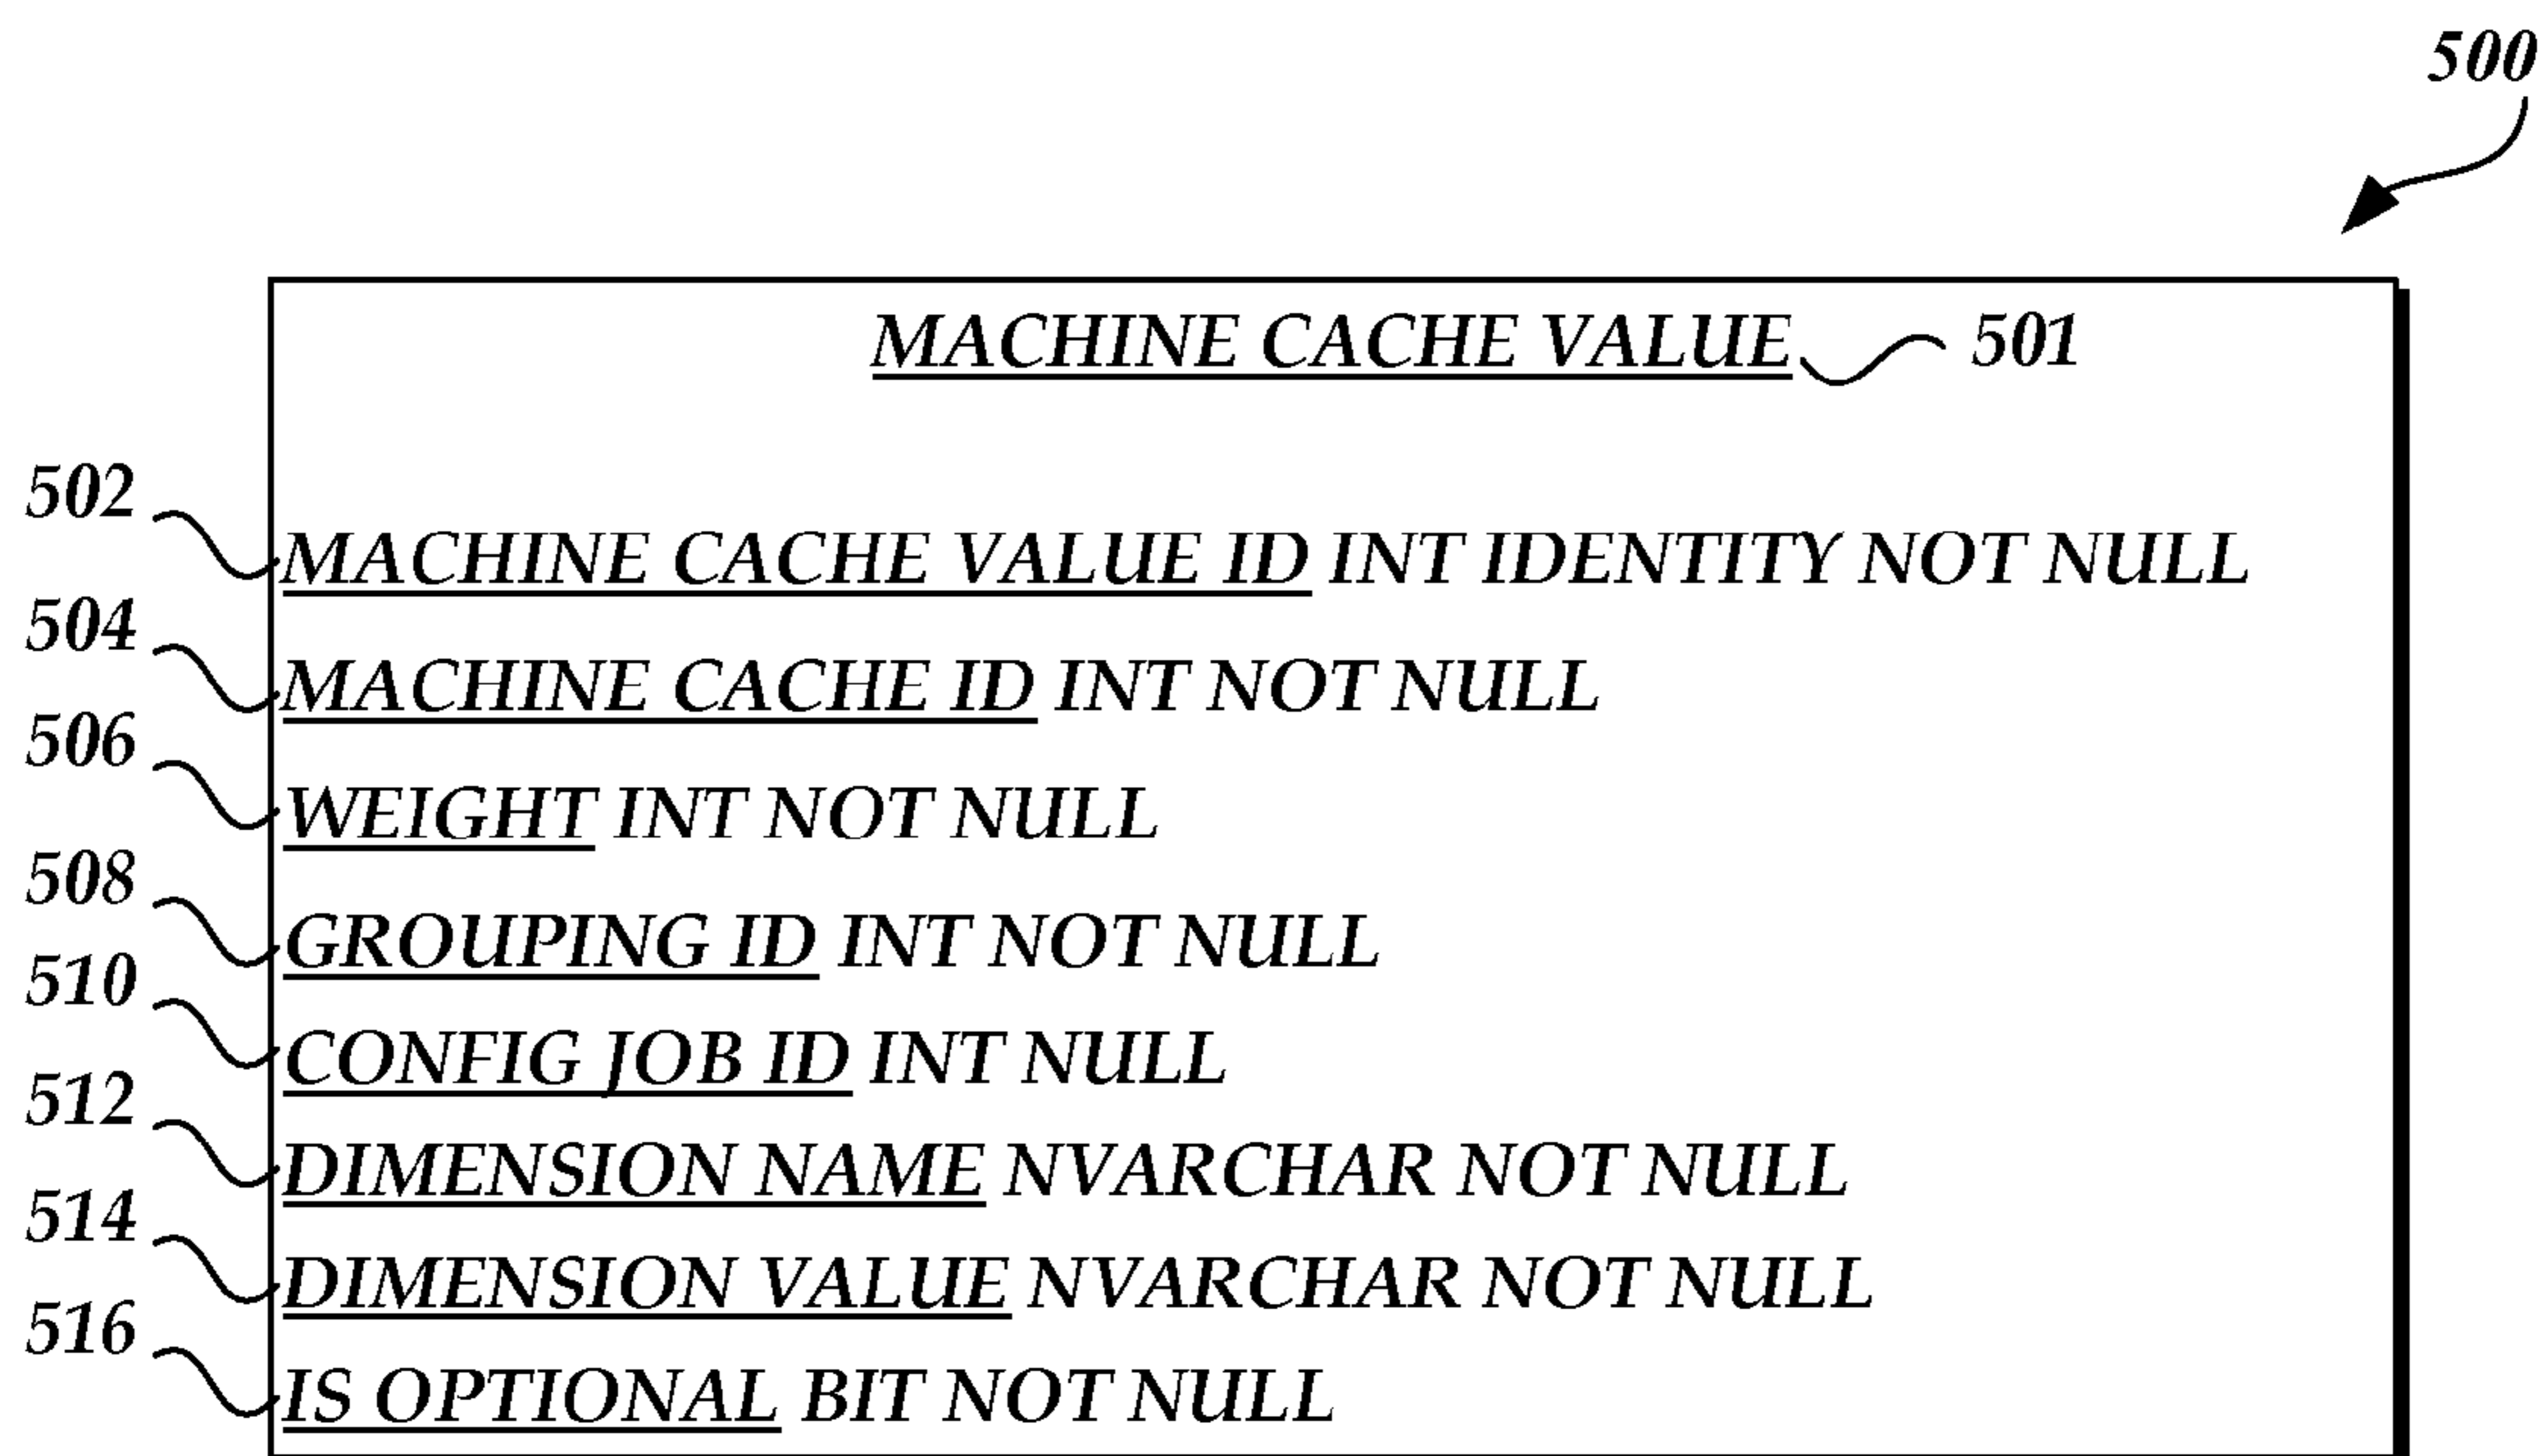 500
MACHINE CACHE VALUE 501
502 MACHINE CACHE VALUE ID INT IDENTITY NOT NULL
504 MACHINE CACHE ID INT NOT NULL
506 WEIGHT INT NOT NULL
508 GROUPING ID INT NOT NULL
510 CONFIG JOB ID INT NULL
512 DIMENSION NAME NVARCHAR NOT NULL
514 DIMENSION VALUE NVARCHAR NOT NULL
516 IS OPTIONAL BIT NOT NULL